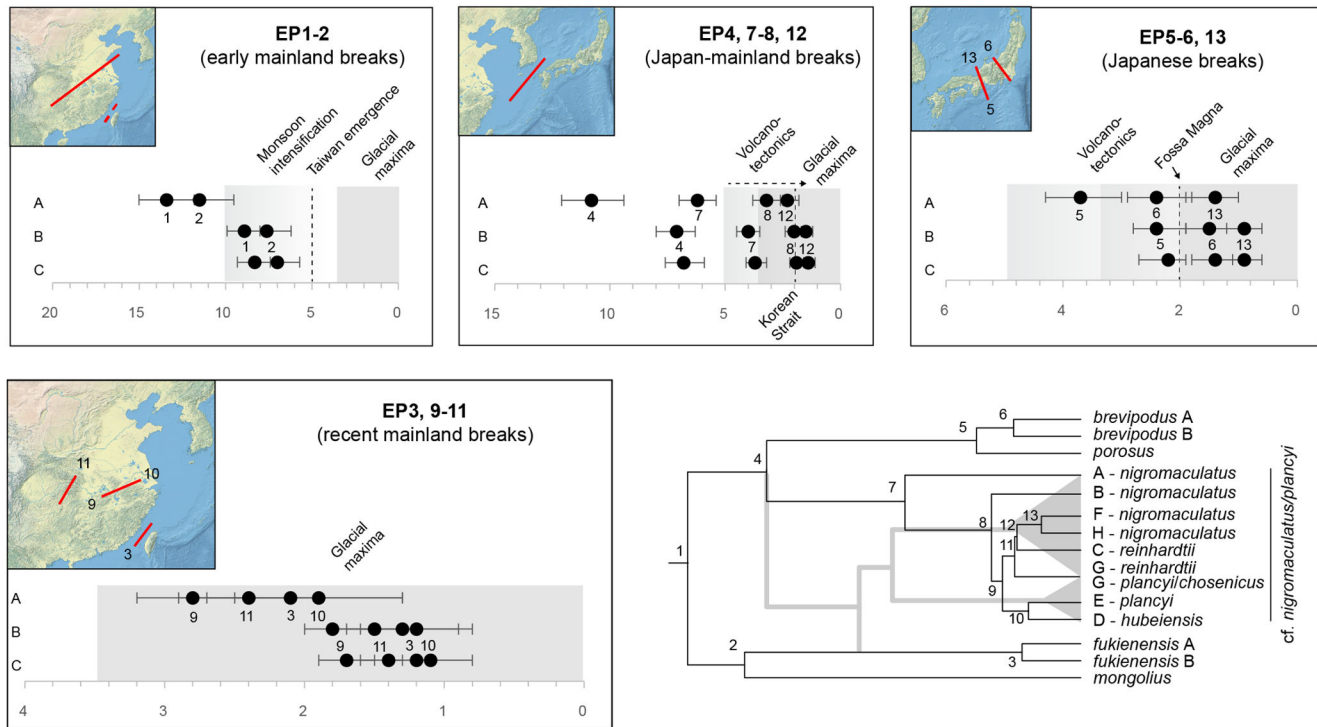 EP1-2
(early mainland breaks)
Monsoon
intensification
Taiwan emergence
Glacial
maxima
A
1
2
B
1
2
C
20
15
10
5
0
EP4, 7-8, 12
(Japan-mainland breaks)
Volcano-
tectonics
Glacial
maxima
A
4
7
8
12
B
4
7
8
12
C
15
10
5
0
Korean
Strait
EP5-6, 13
(Japanese breaks)
6
13
5
Volcano-
tectonics
Fossa Magna
Glacial
maxima
A
5
6
13
B
5
6
13
C
6
4
2
0
EP3, 9-11
(recent mainland breaks)
11
10
9
3
Glacial
maxima
A
9
11
3
10
B
9
11
3
10
C
4
3
2
1
0
1
4
5
6
7
8
13
12
11
9
10
2
3
brevipodus A
brevipodus B
porosus
A - nigromaculatus
B - nigromaculatus
F - nigromaculatus
H - nigromaculatus
C - reinhardtii
G - reinhardtii
G - plancyi/chosenicus
E - plancyi
D - hubeiensis
fukienensis A
fukienensis B
mongolius
cf. nigromaculatus/plancyi